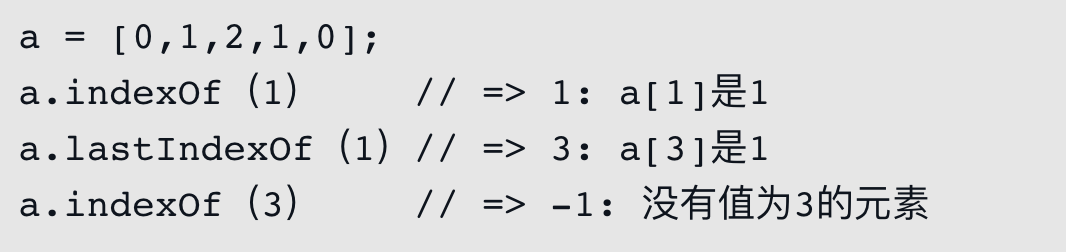 a = [0,1,2,1,0];
a.indexOf（1）     // => 1: a[1]是1
a.lastIndexOf（1）// => 3: a[3]是1
a.indexOf（3）     // => -1: 没有值为3的元素